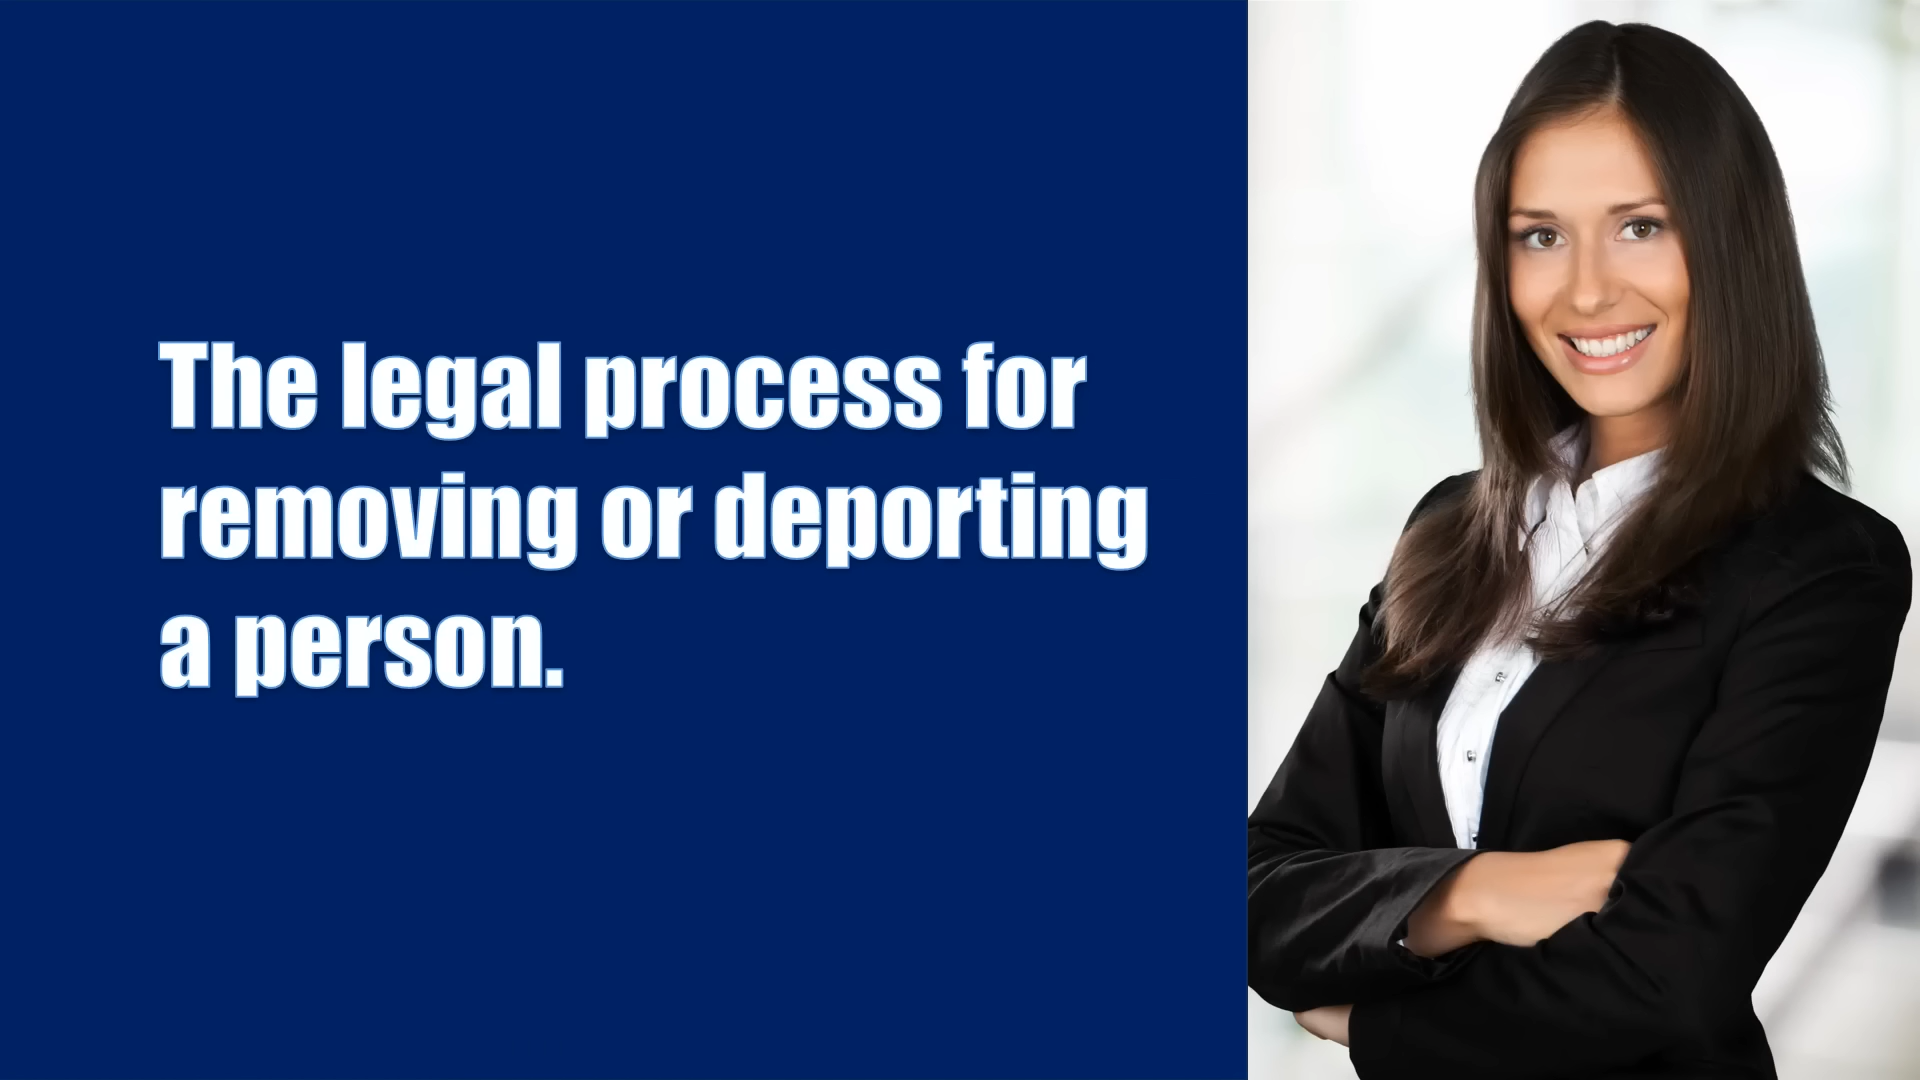 The legal process for
removing or deporting
a person.